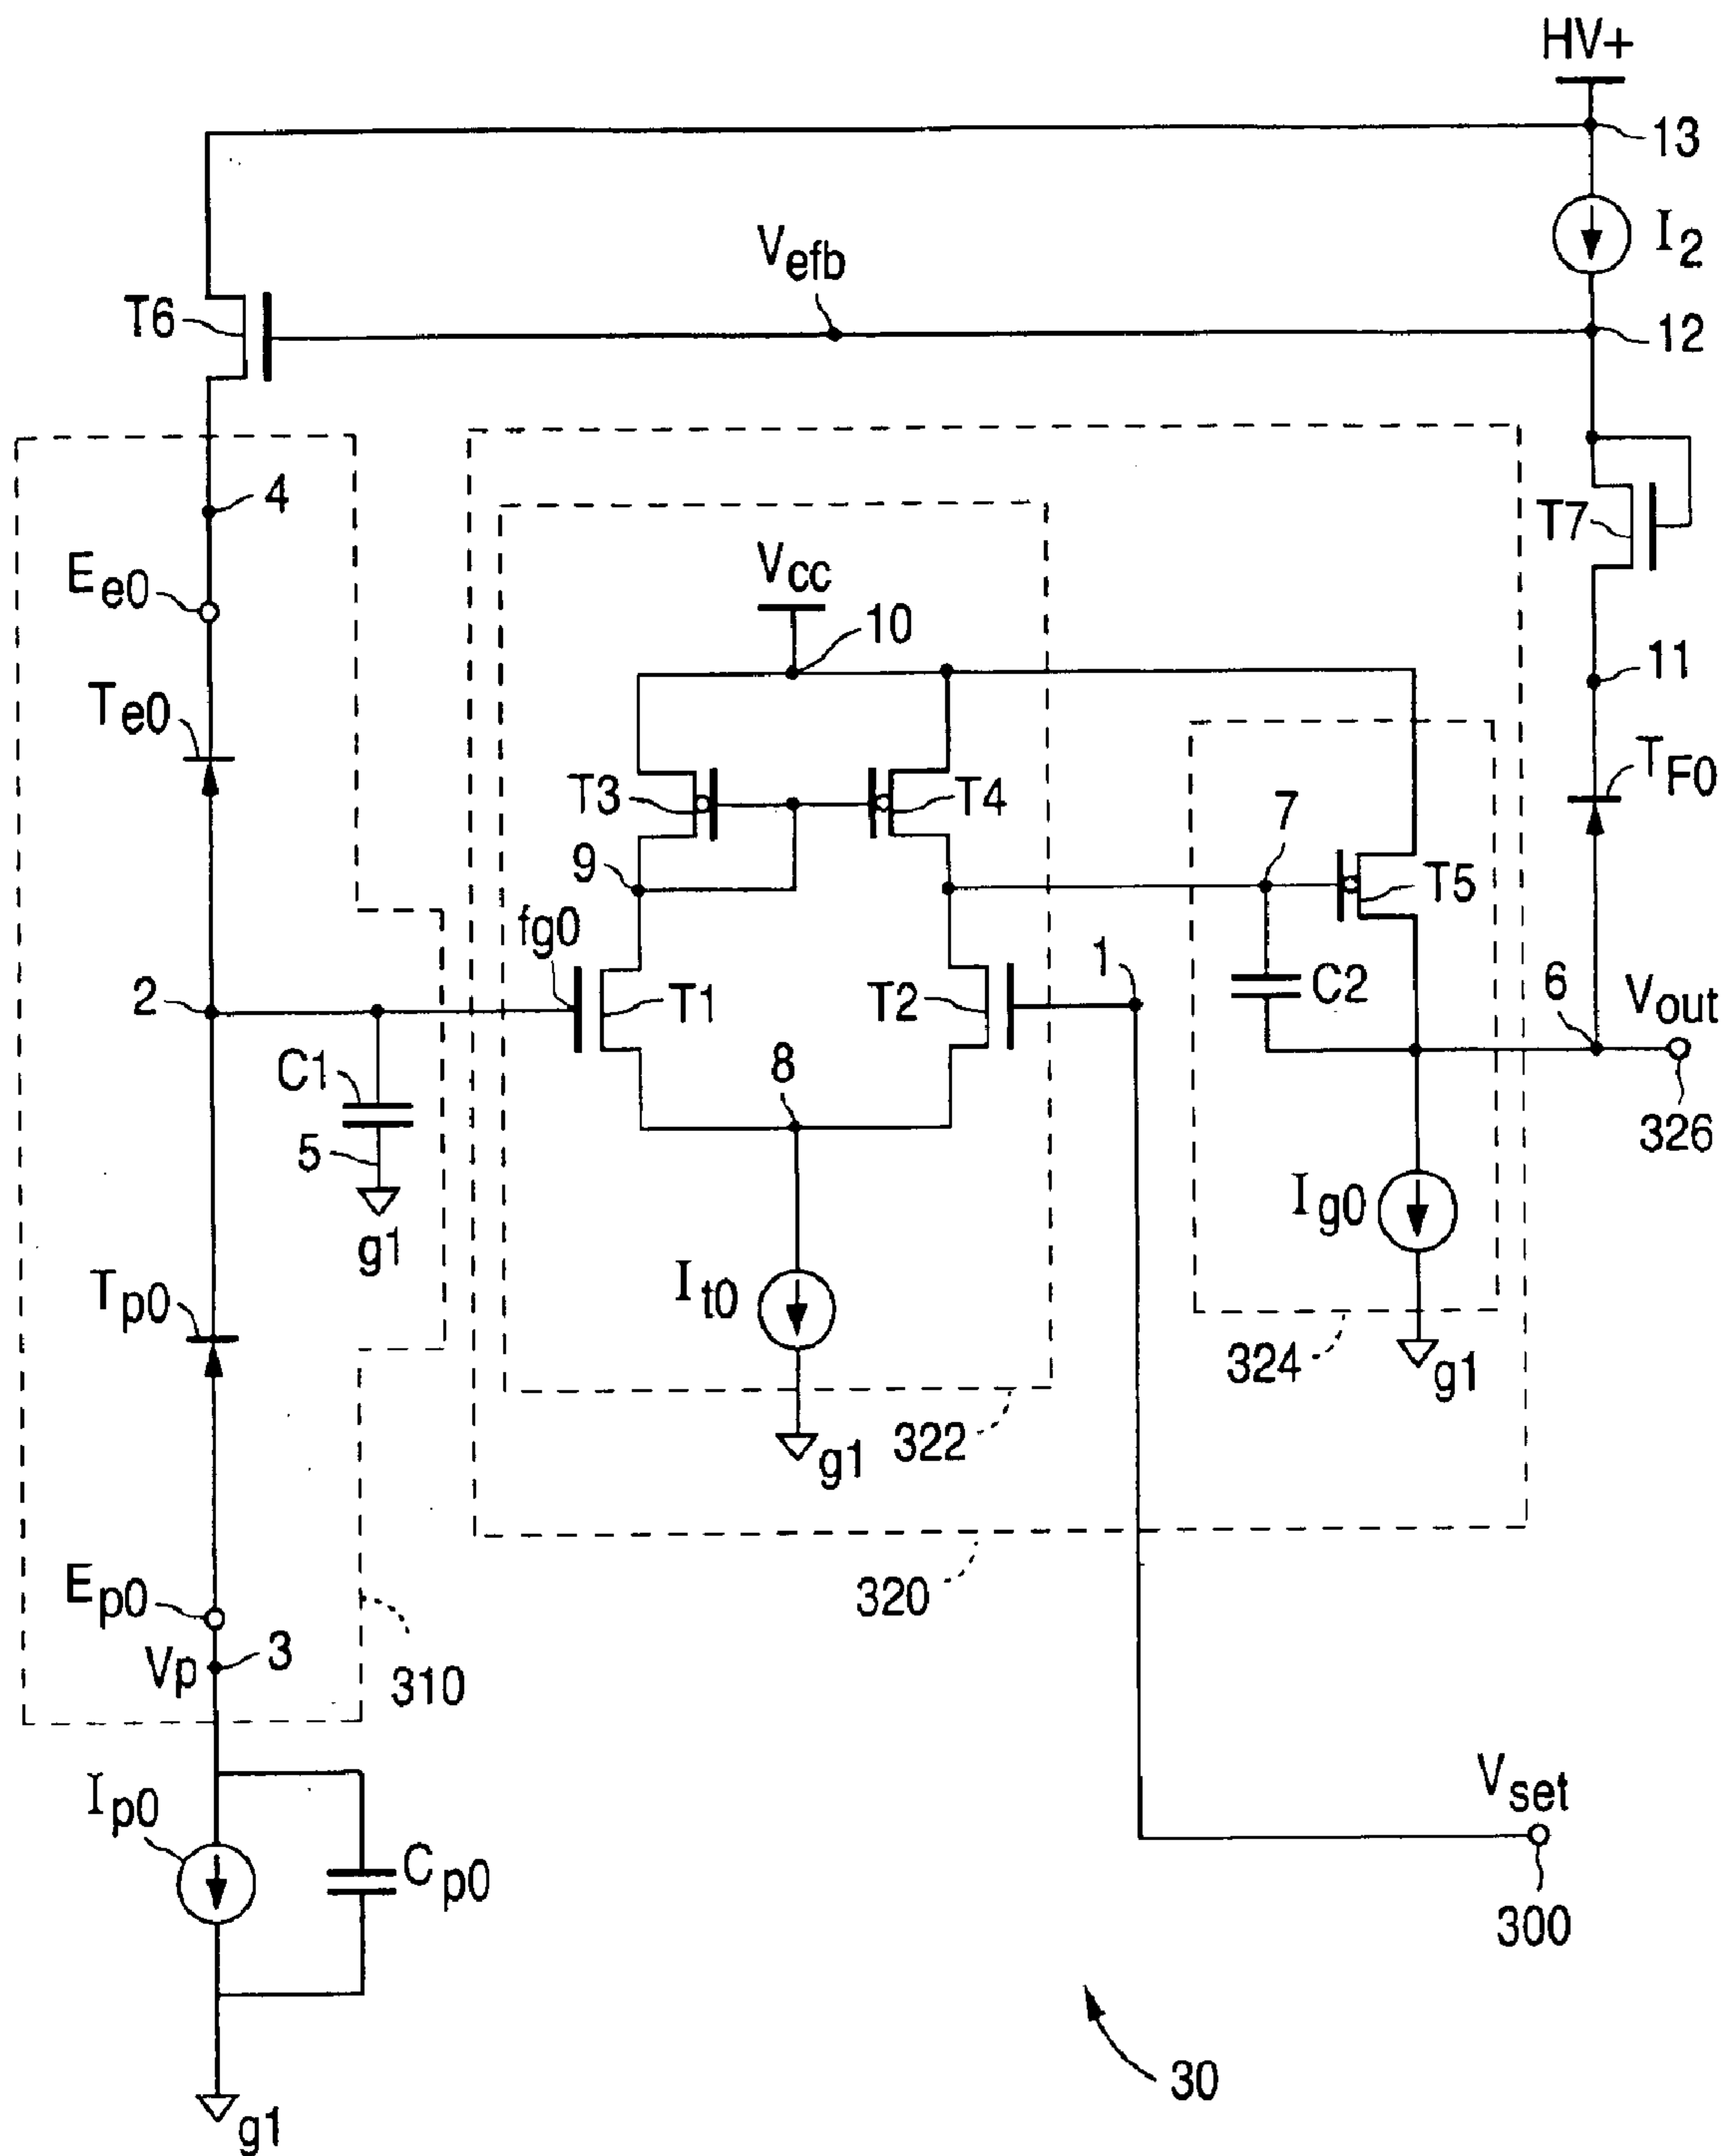 HV+
13
I2
Vefb
T6
12
4
T7
Ee0
Vcc
10
11
Te0
TF0
T3
T4
7
9
T5
fg0
1
C2
6
Vout
2
T1
T2
C1
8
326
5
g1
Ig0
Tp0
It0
324
g1
322
g1
Ep0
320
Vp
3
310
Ip0
Vset
Cp0
300
30
g1